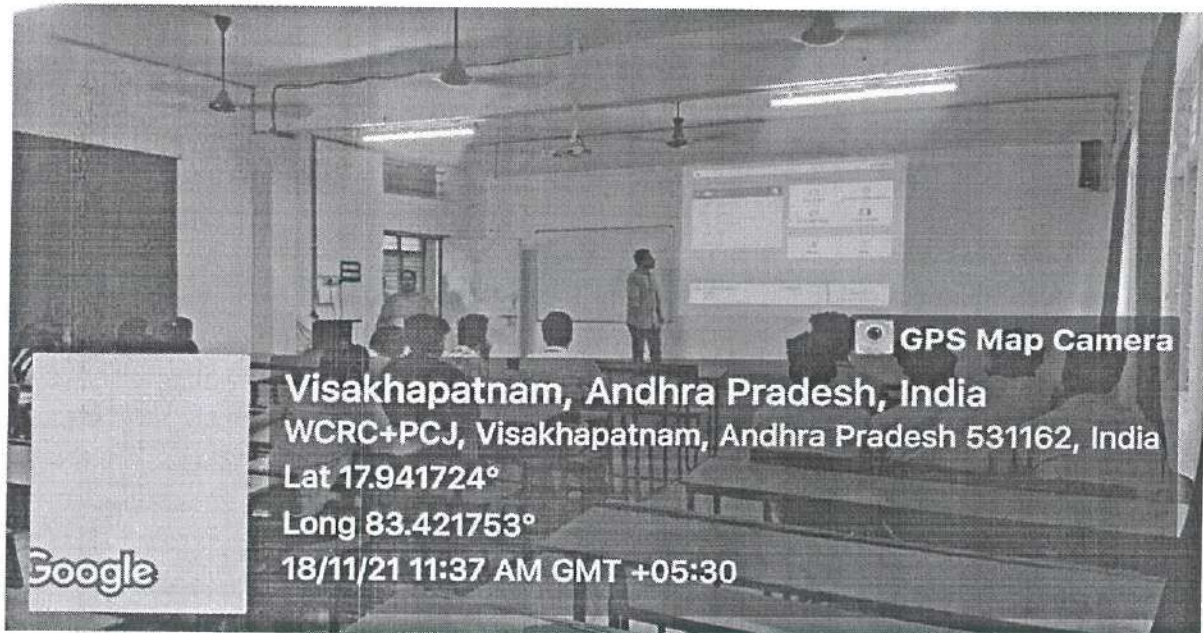 GPS Map Camera
Visakhapatnam, Andhra Pradesh, India
WCRC+PCJ, Visakhapatnam, Andhra Pradesh 531162, India
Lat 17.941724°
Long 83.421753°
18/11/21 11:37 AM GMT +05:30
Google